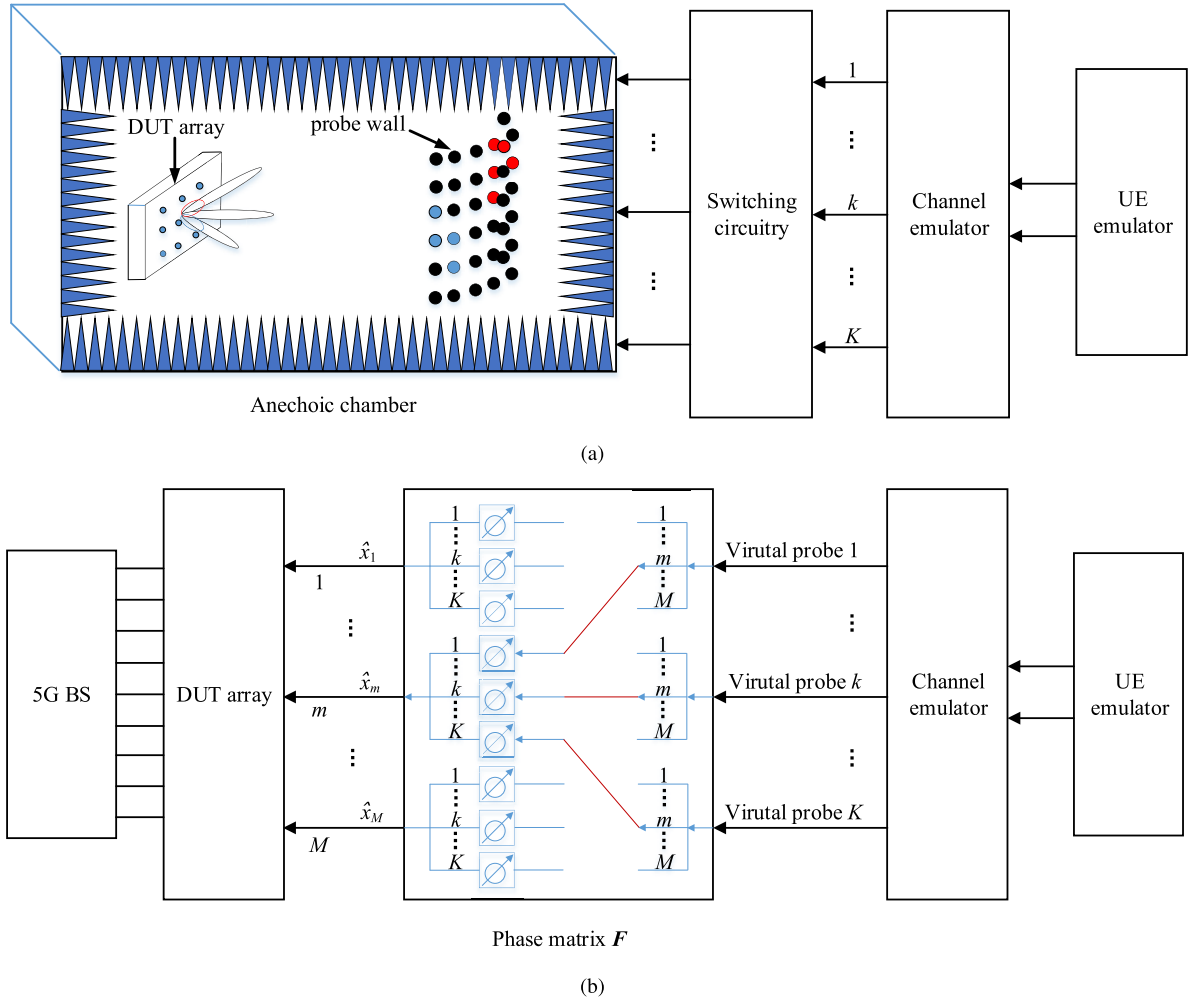 DUT array
probe wall
Anechoic chamber
...
...
Switching
circuitry
1
...
k
...
K
Channel
emulator
UE
emulator
(a)
5G BS
DUT array
x̂1
1
...
x̂m
m
...
x̂M
M
1
...
k
...
K
1
...
k
...
K
1
...
k
...
K
1
...
m
...
M
1
...
m
...
M
1
...
m
...
M
Virutal probe 1
...
Virutal probe k
...
Virutal probe K
Channel
emulator
UE
emulator
Phase matrix F
(b)